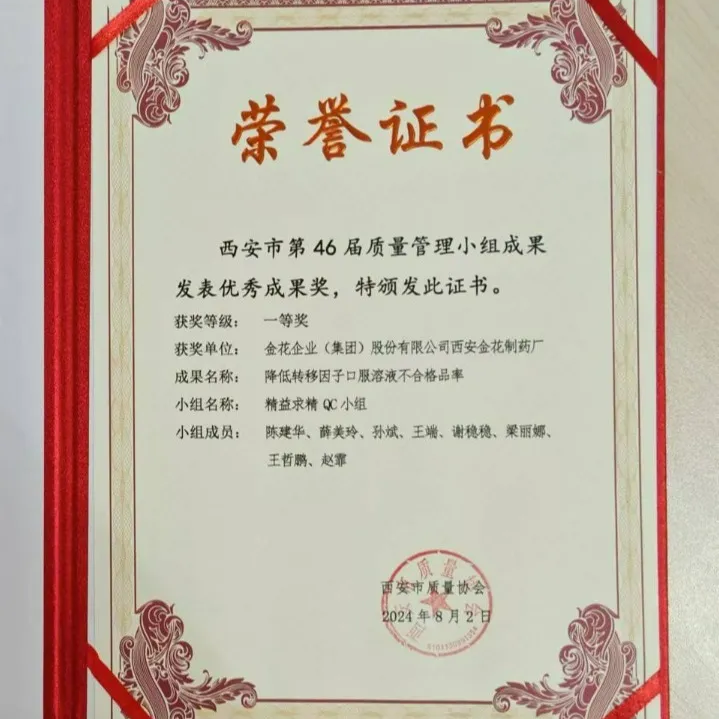 荣誉证书
西安市第46届质量管理小组成果
发表优秀成果奖，特颁发此证书。
获奖等级： 一等奖
获奖单位： 金花企业（集团）股份有限公司西安金花制药厂
成果名称： 降低转移因子口服溶液不合格品率
小组名称： 精益求精QC小组
小组成员： 陈建华、薛美玲、孙斌、王端、谢稳稳、梁丽娜、
王哲鹏、赵霏
西安市质量协会
2024年8月2日